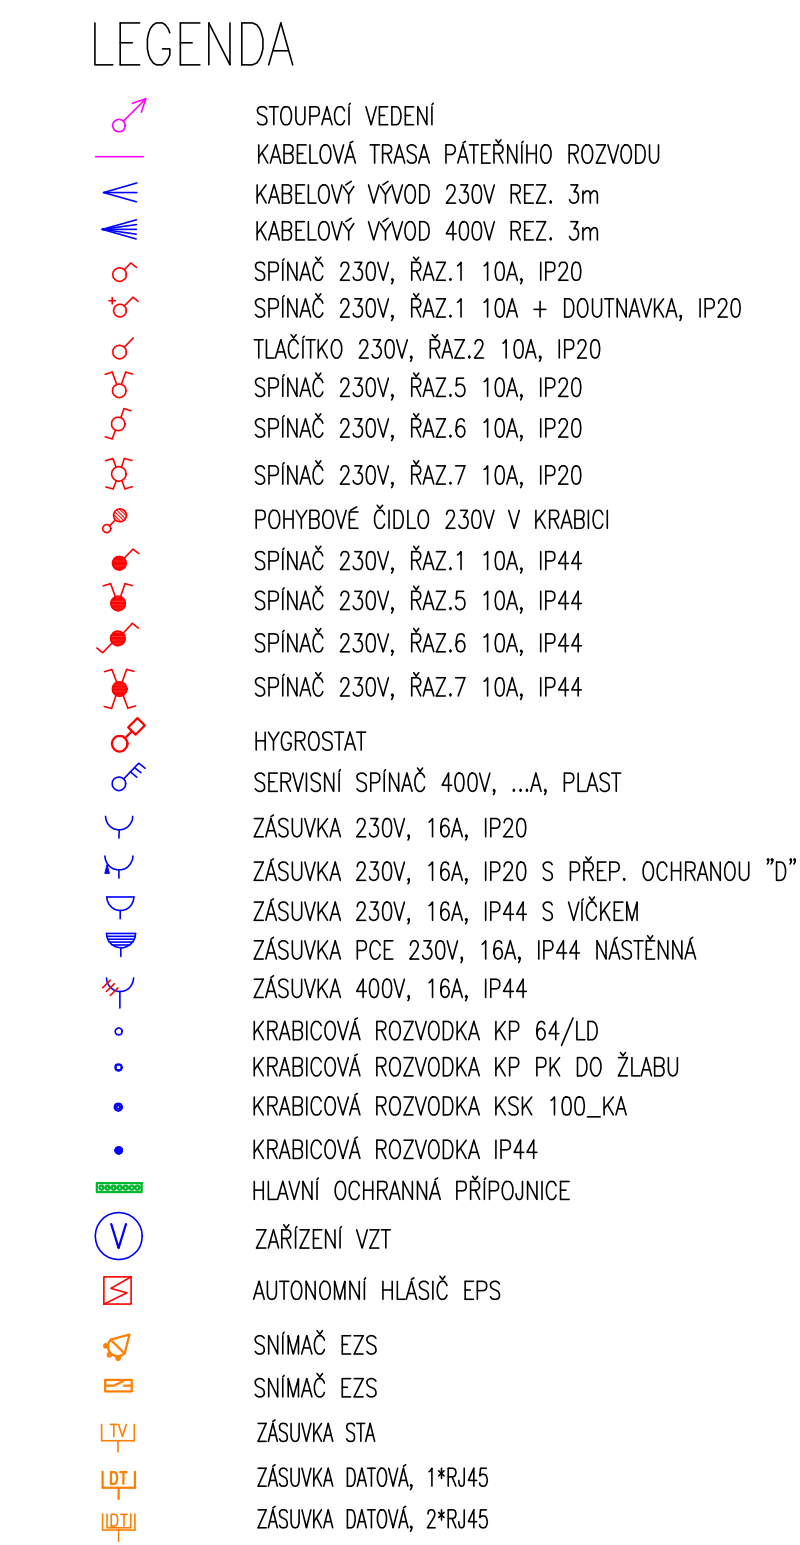 LEGENDA
STOUPACÍ VEDENÍ
KABELOVÁ TRASA PÁTEŘNÍHO ROZVODU
KABELOVÝ VÝVOD 230V REZ. 3m
KABELOVÝ VÝVOD 400V REZ. 3m
SPÍNAČ 230V, ŘAZ.1 10A, IP20
SPÍNAČ 230V, ŘAZ.1 10A + DOUTNAVKA, IP20
TLAČÍTKO 230V, ŘAZ.2 10A, IP20
SPÍNAČ 230V, ŘAZ.5 10A, IP20
SPÍNAČ 230V, ŘAZ.6 10A, IP20
SPÍNAČ 230V, ŘAZ.7 10A, IP20
POHYBOVÉ ČIDLO 230V V KRABICI
SPÍNAČ 230V, ŘAZ.1 10A, IP44
SPÍNAČ 230V, ŘAZ.5 10A, IP44
SPÍNAČ 230V, ŘAZ.6 10A, IP44
SPÍNAČ 230V, ŘAZ.7 10A, IP44
HYGROSTAT
SERVISNÍ SPÍNAČ 400V, ...A, PLAST
ZÁSUVKA 230V, 16A, IP20
ZÁSUVKA 230V, 16A, IP20 S PŘEP. OCHRANOU "D"
ZÁSUVKA 230V, 16A, IP44 S VÍČKEM
ZÁSUVKA PCE 230V, 16A, IP44 NÁSTĚNNÁ
ZÁSUVKA 400V, 16A, IP44
KRABICOVÁ ROZVODKA KP 64/LD
KRABICOVÁ ROZVODKA KP PK DO ŽLABU
KRABICOVÁ ROZVODKA KSK 100_KA
KRABICOVÁ ROZVODKA IP44
HLAVNÍ OCHRANNÁ PŘÍPOJNICE
V ZAŘÍZENÍ VZT
AUTONOMNÍ HLÁSIČ EPS
SNÍMAČ EZS
SNÍMAČ EZS
TV ZÁSUVKA STA
DT ZÁSUVKA DATOVÁ, 1*RJ45
DT ZÁSUVKA DATOVÁ, 2*RJ45